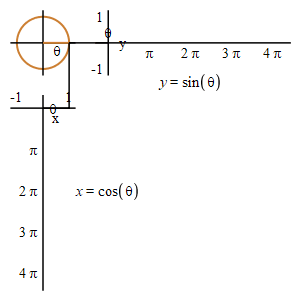 1
θ
θ y π 2 π 3 π 4 π
-1
y = sin(θ)
-1 1
θ
x
π
2 π x = cos(θ)
3 π
4 π